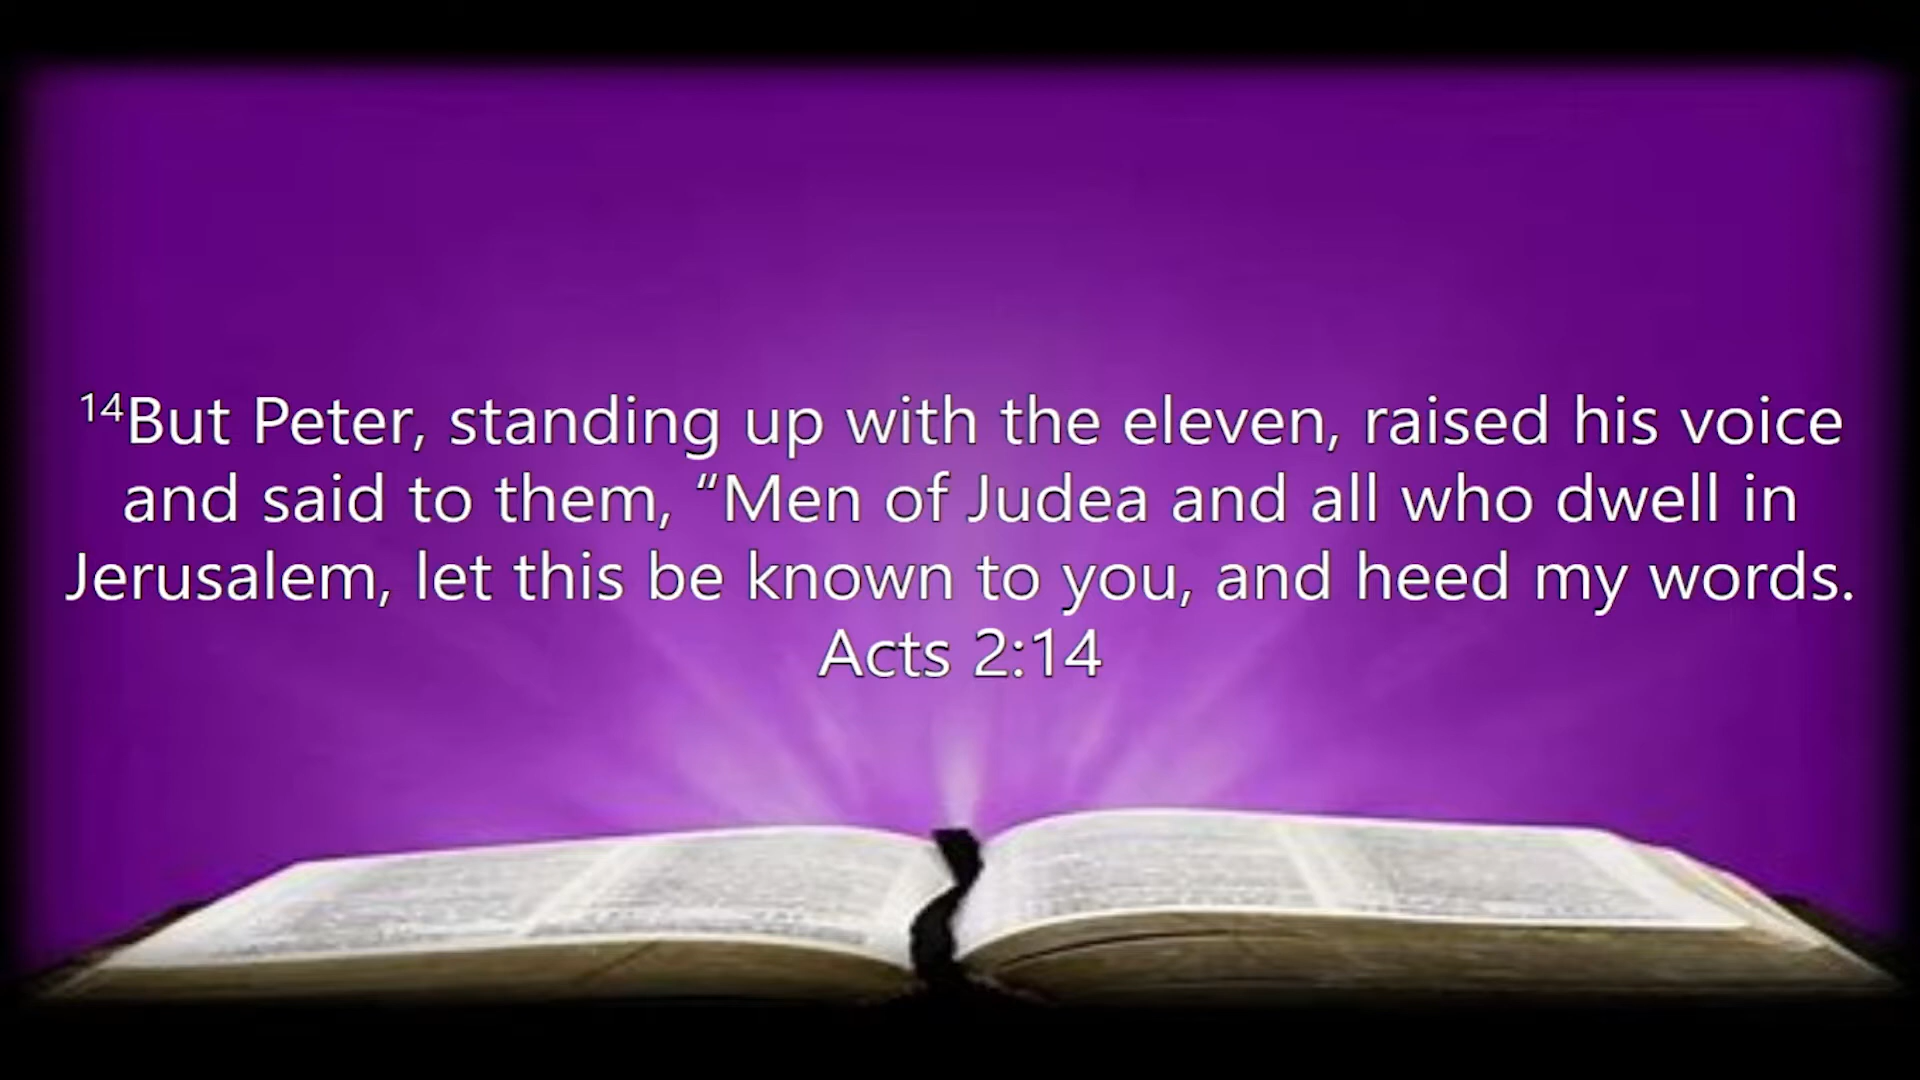 ¹⁴But Peter, standing up with the eleven, raised his voice
and said to them, “Men of Judea and all who dwell in
Jerusalem, let this be known to you, and heed my words.
Acts 2:14